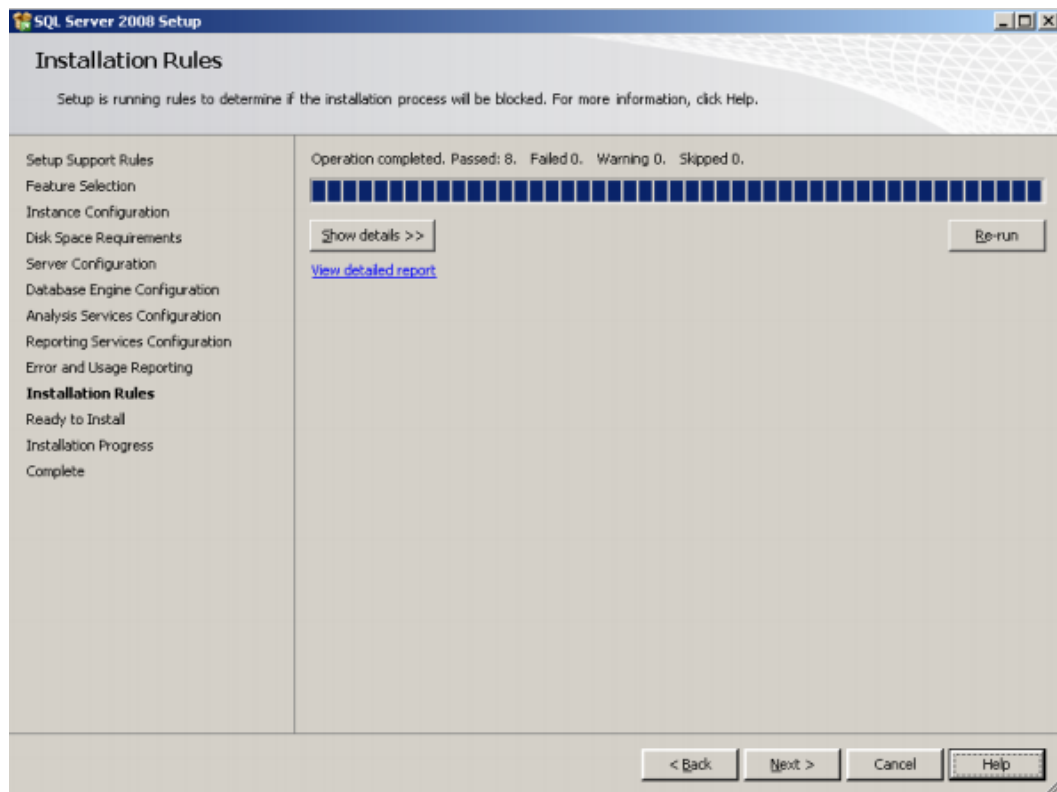 SQL Server 2008 Setup
Installation Rules
Setup is running rules to determine if the installation process will be blocked. For more information, click Help.
Setup Support Rules
Feature Selection
Instance Configuration
Disk Space Requirements
Server Configuration
Database Engine Configuration
Analysis Services Configuration
Reporting Services Configuration
Error and Usage Reporting
Installation Rules
Ready to Install
Installation Progress
Complete
Operation completed. Passed: 8. Failed 0. Warning 0. Skipped 0.
Show details >>
Re-run
View detailed report
< Back
Next >
Cancel
Help